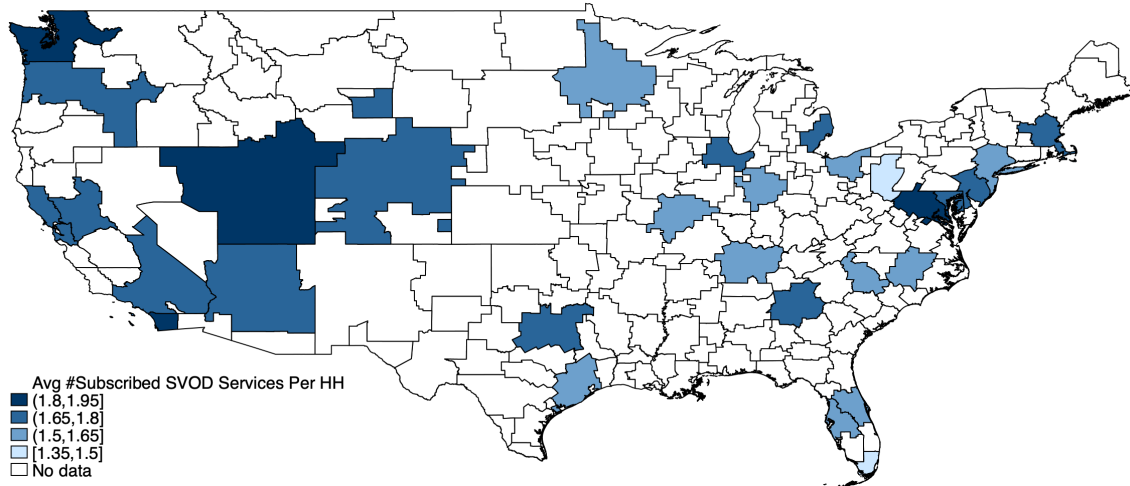 Avg #Subscribed SVOD Services Per HH
(1.8,1.95]
(1.65,1.8]
(1.5,1.65]
[1.35,1.5]
No data